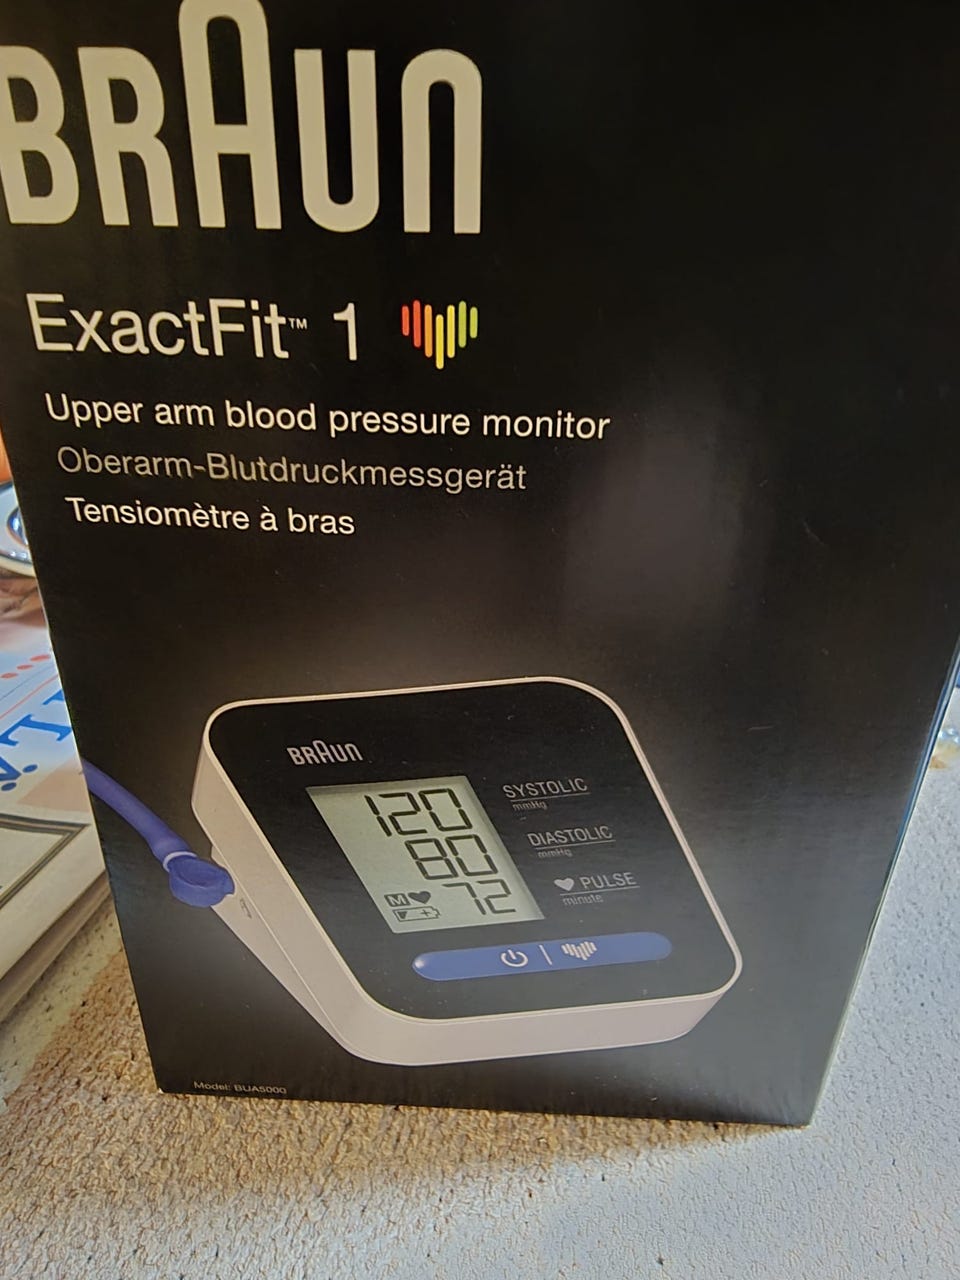 BRAUN
ExactFit™ 1
Upper arm blood pressure monitor
Oberarm-Blutdruckmessgerät
Tensiomètre à bras
BRAUN
120
SYSTOLIC
mmHg
80
DIASTOLIC
mmHg
M
72
PULSE
minute
Model: BUA5000